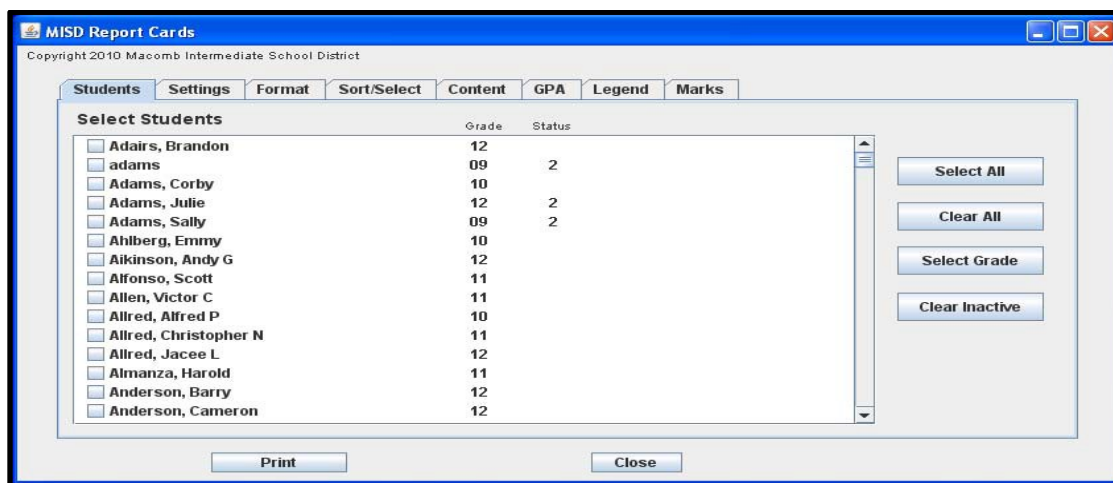 MISD Report Cards
Copyright 2010 Macomb Intermediate School District
Students Settings Format Sort/Select Content GPA Legend Marks
Select Students Grade Status
Adairs, Brandon 12
adams 09 2
Adams, Corby 10
Adams, Julie 12 2
Adams, Sally 09 2
Ahlberg, Emmy 10
Aikinson, Andy G 12
Alfonso, Scott 11
Allen, Victor C 11
Allred, Alfred P 10
Allred, Christopher N 11
Allred, Jacee L 12
Almanza, Harold 11
Anderson, Barry 12
Anderson, Cameron 12
Select All
Clear All
Select Grade
Clear Inactive
Print Close